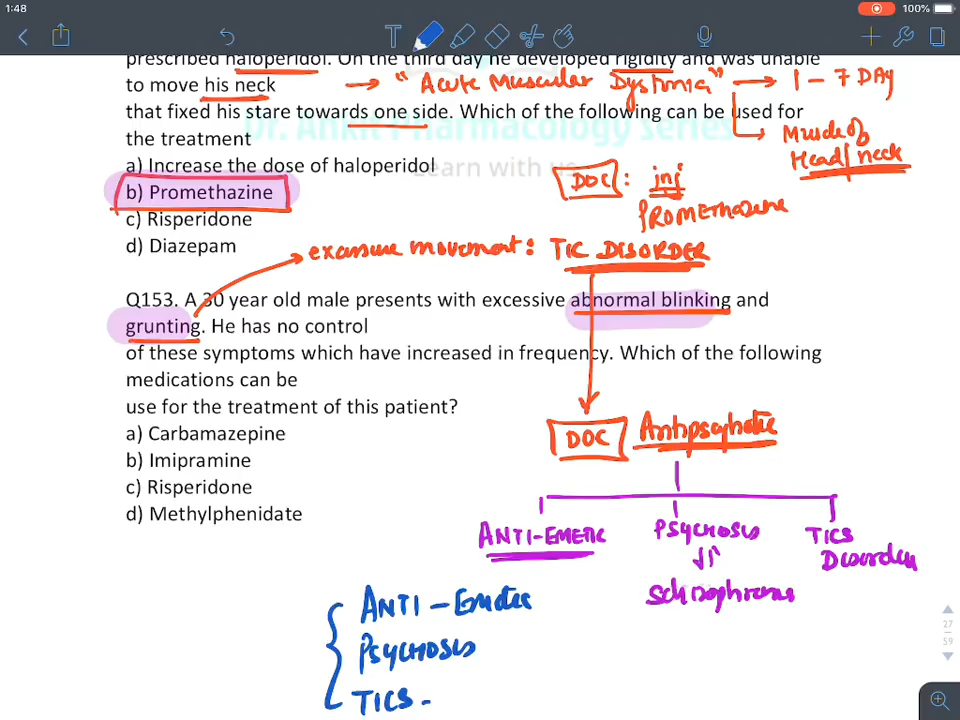 1:48
100%
prescribed haloperidol. On the third day he developed rigidity and was unable
to move his neck → "Acute Muscular Dystonia" → 1 - 7 DAY
that fixed his stare towards one side. Which of the following can be used for
the treatment
Muscle of
Head/neck
a) Increase the dose of haloperidol
Learn with us
b) Promethazine
DOC : inj
PROMETHAZINE
c) Risperidone
d) Diazepam
excessive movement: TIC DISORDER
Q153. A 30 year old male presents with excessive abnormal blinking and
grunting. He has no control
of these symptoms which have increased in frequency. Which of the following
medications can be
use for the treatment of this patient?
DOC Antipsychotic
a) Carbamazepine
b) Imipramine
c) Risperidone
d) Methylphenidate
ANTI-EMETIC
PSYCHOSIS
Schizophrenia
TICS
Disorder
ANTI-Emetic
PSYCHOSIS
TICS -
27
59